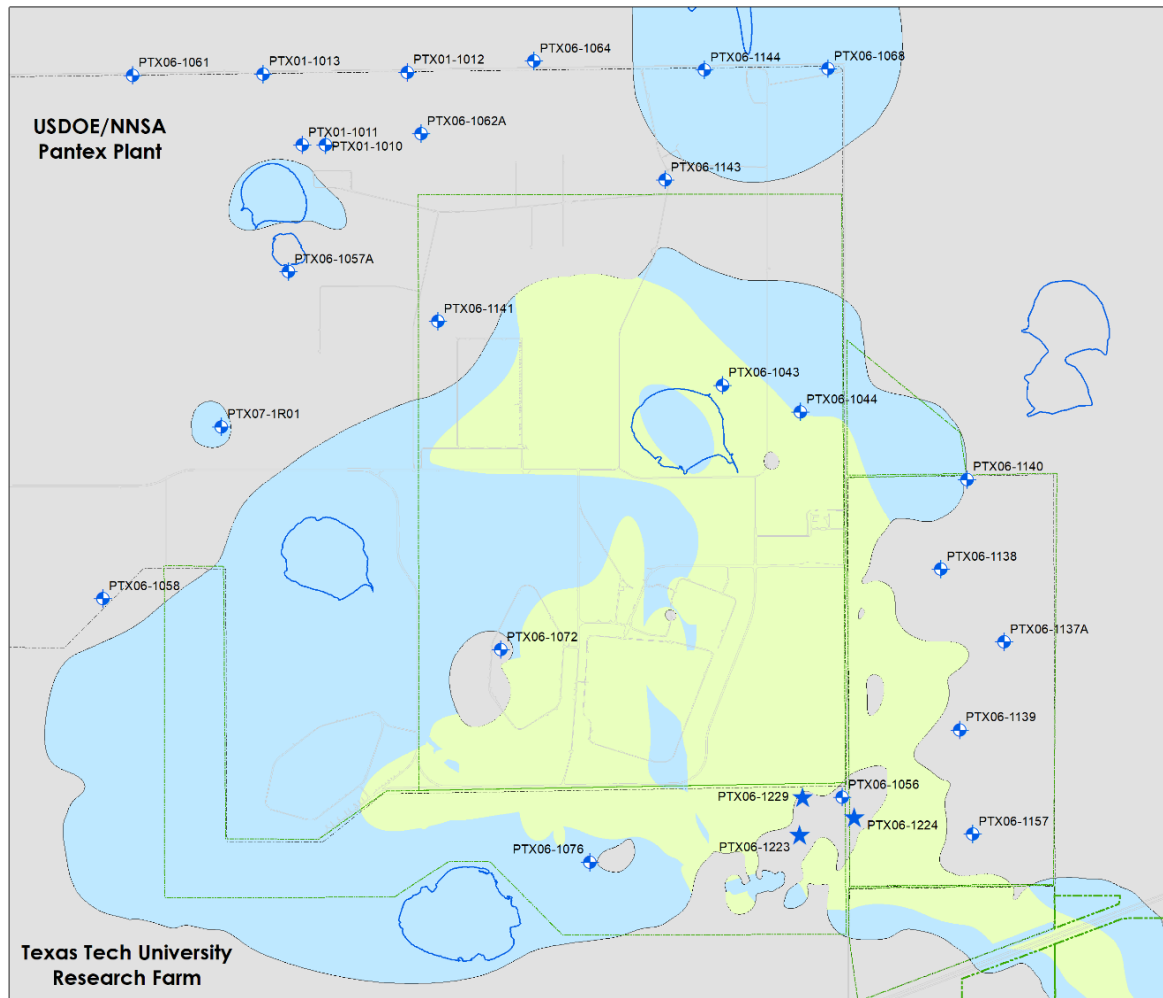 PTX06-1061
PTX01-1013
PTX01-1012
PTX06-1064
PTX06-1144
PTX06-1068
USDOE/NNSA
Pantex Plant
PTX01-1011
PTX01-1010
PTX06-1062A
PTX06-1143
PTX06-1057A
PTX06-1141
PTX06-1043
PTX06-1044
PTX07-1R01
PTX06-1140
PTX06-1138
PTX06-1058
PTX06-1072
PTX06-1137A
PTX06-1139
PTX06-1056
PTX06-1229
PTX06-1224
PTX06-1157
PTX06-1223
PTX06-1076
Texas Tech University
Research Farm